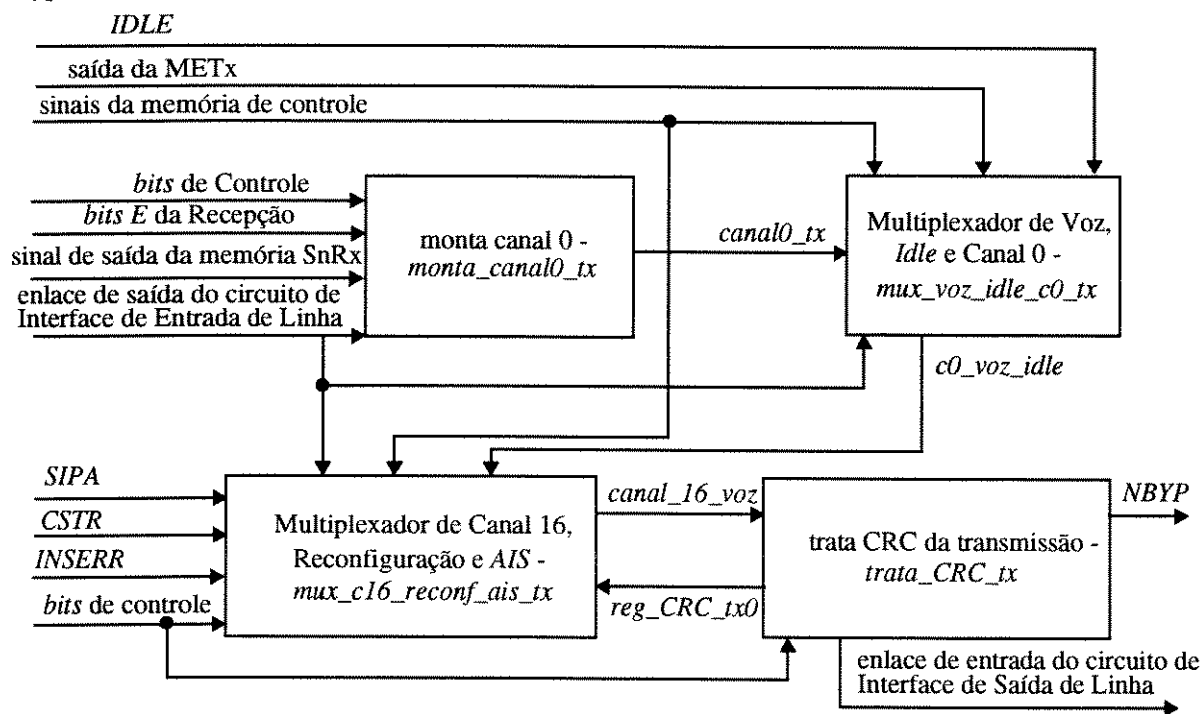 IDLE
saída da METx
sinais da memória de controle
bits de Controle
bits E da Recepção
sinal de saída da memória SnRx
enlace de saída do circuito de
Interface de Entrada de Linha
monta canal 0 -
monta_canal0_tx
canal0_tx
Multiplexador de Voz,
Idle e Canal 0 -
mux_voz_idle_c0_tx
c0_voz_idle
SIPA
CSTR
INSERR
bits de controle
Multiplexador de Canal 16,
Reconfiguração e AIS -
mux_c16_reconf_ais_tx
canal_16_voz
reg_CRC_tx0
trata CRC da transmissão -
trata_CRC_tx
NBYP
enlace de entrada do circuito de
Interface de Saída de Linha